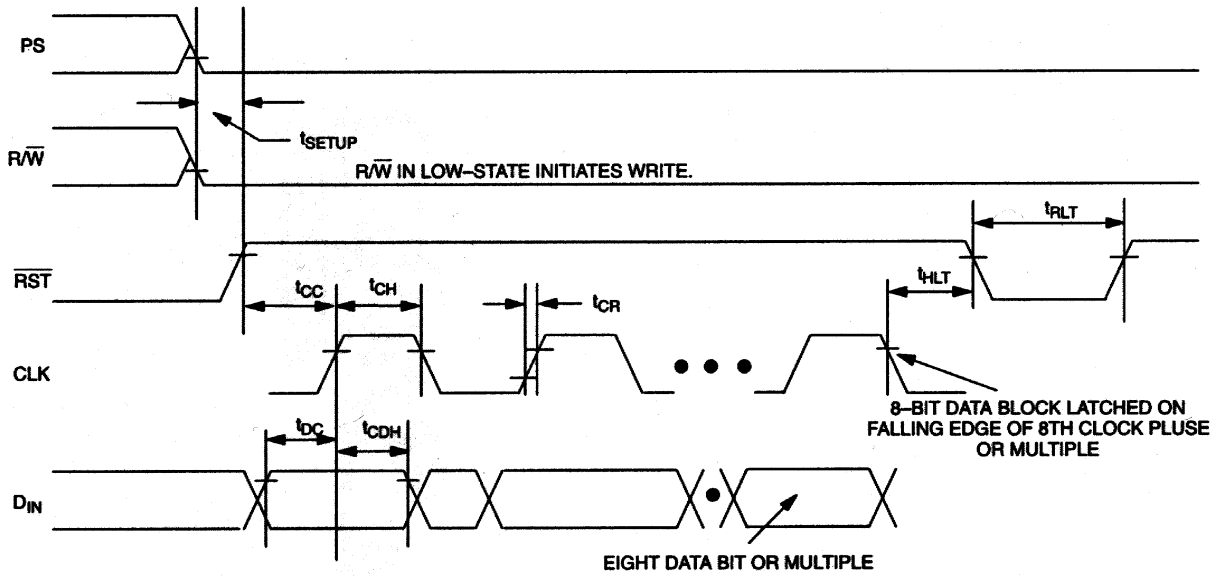 PS
tSETUP
R/W̅
R/W̅ IN LOW–STATE INITIATES WRITE.
tRLT
R̅S̅T̅
tCC
tCH
tCR
tHLT
CLK
8–BIT DATA BLOCK LATCHED ON
FALLING EDGE OF 8TH CLOCK PLUSE
OR MULTIPLE
tDC
tCDH
DIN
EIGHT DATA BIT OR MULTIPLE